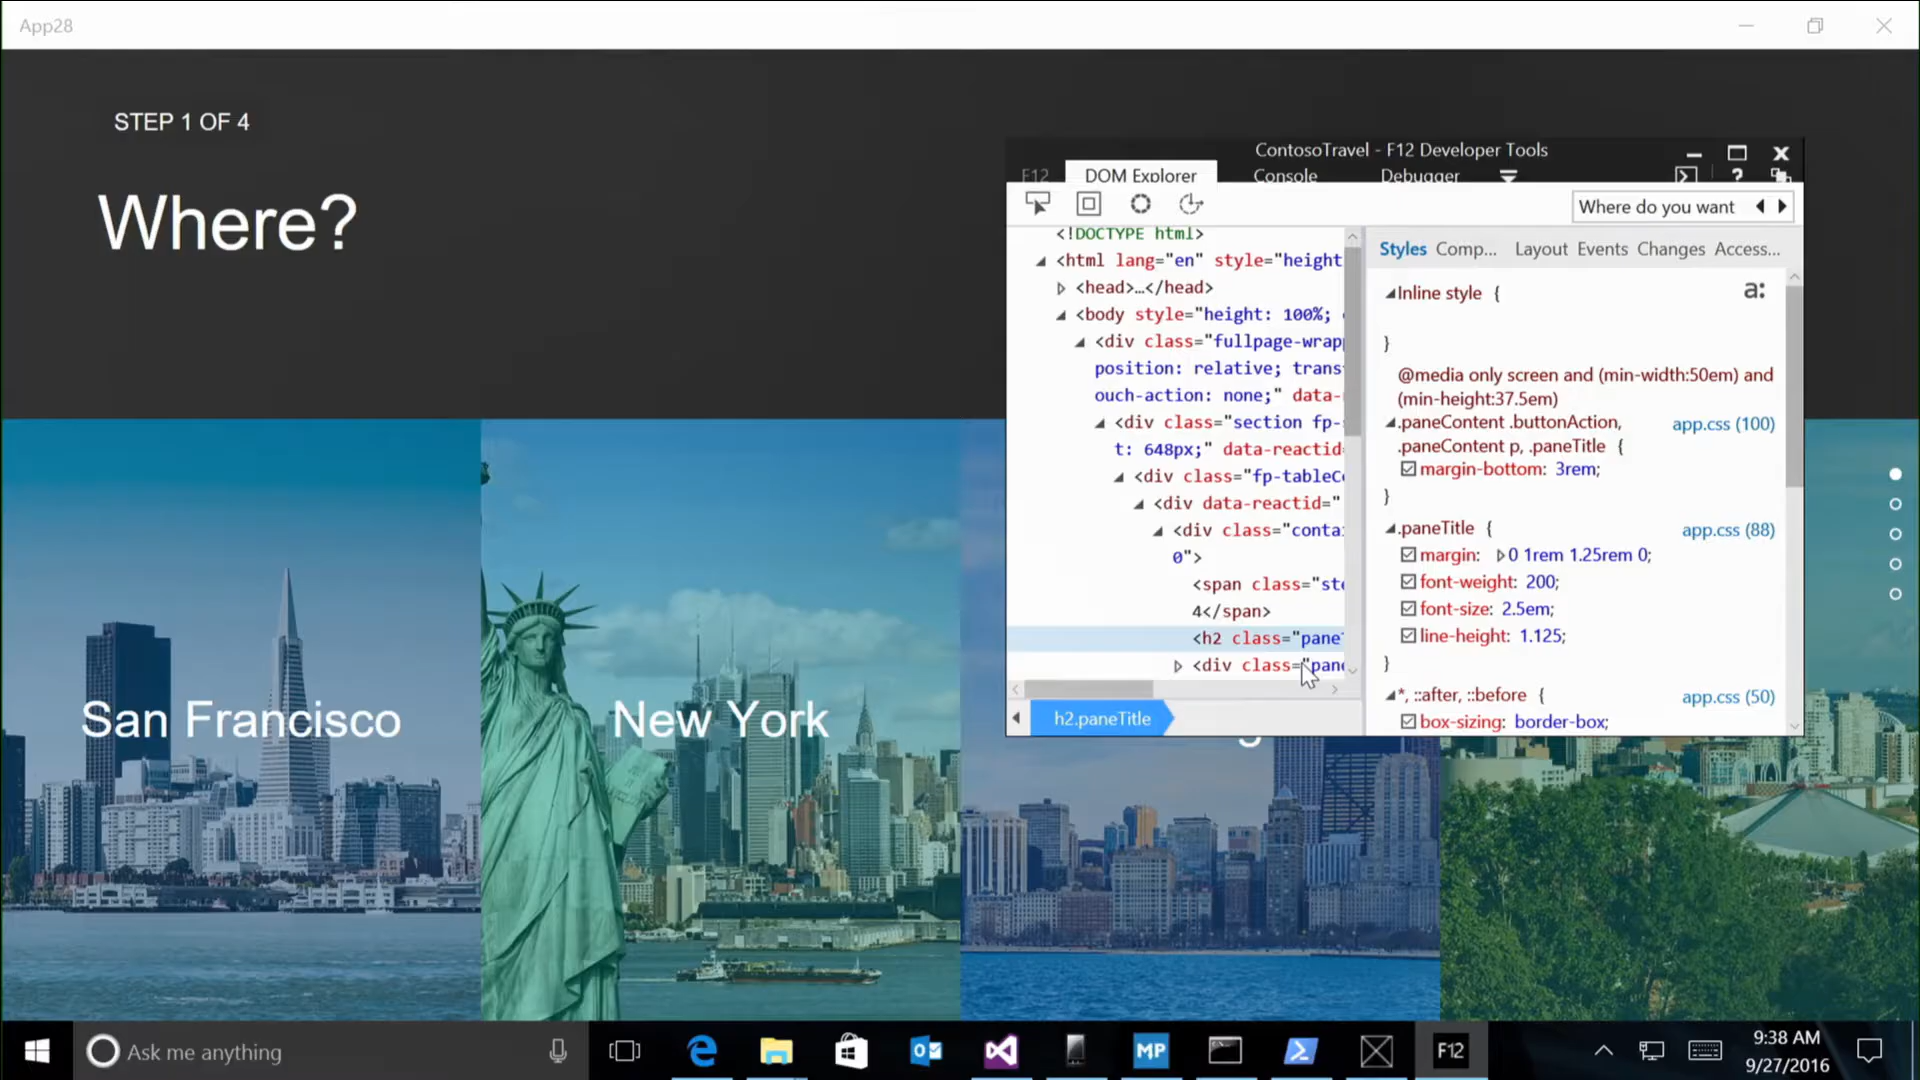 App28
STEP 1 OF 4
Where?
San Francisco
New York
ContosoTravel - F12 Developer Tools
F12
DOM Explorer
Console
Debugger
?
Where do you want
<!DOCTYPE html>
<html lang="en" style="height
<head>…</head>
<body style="height: 100%;
<div class="fullpage-wrap
position: relative; trans
ouch-action: none;" data-
<div class="section fp-
t: 648px;" data-reactid
<div class="fp-tableC
<div data-reactid="
<div class="conta
0">
<span class="ste
4</span>
<h2 class="pane
<div class="pane
h2.paneTitle
Styles Comp... Layout Events Changes Access...
Inline style {
a:
}
@media only screen and (min-width:50em) and
(min-height:37.5em)
.paneContent .buttonAction, app.css (100)
.paneContent p, .paneTitle {
margin-bottom: 3rem;
}
.paneTitle { app.css (88)
margin: 0 1rem 1.25rem 0;
font-weight: 200;
font-size: 2.5em;
line-height: 1.125;
}
*, ::after, ::before { app.css (50)
box-sizing: border-box;
Ask me anything
MP
F12
9:38 AM
9/27/2016